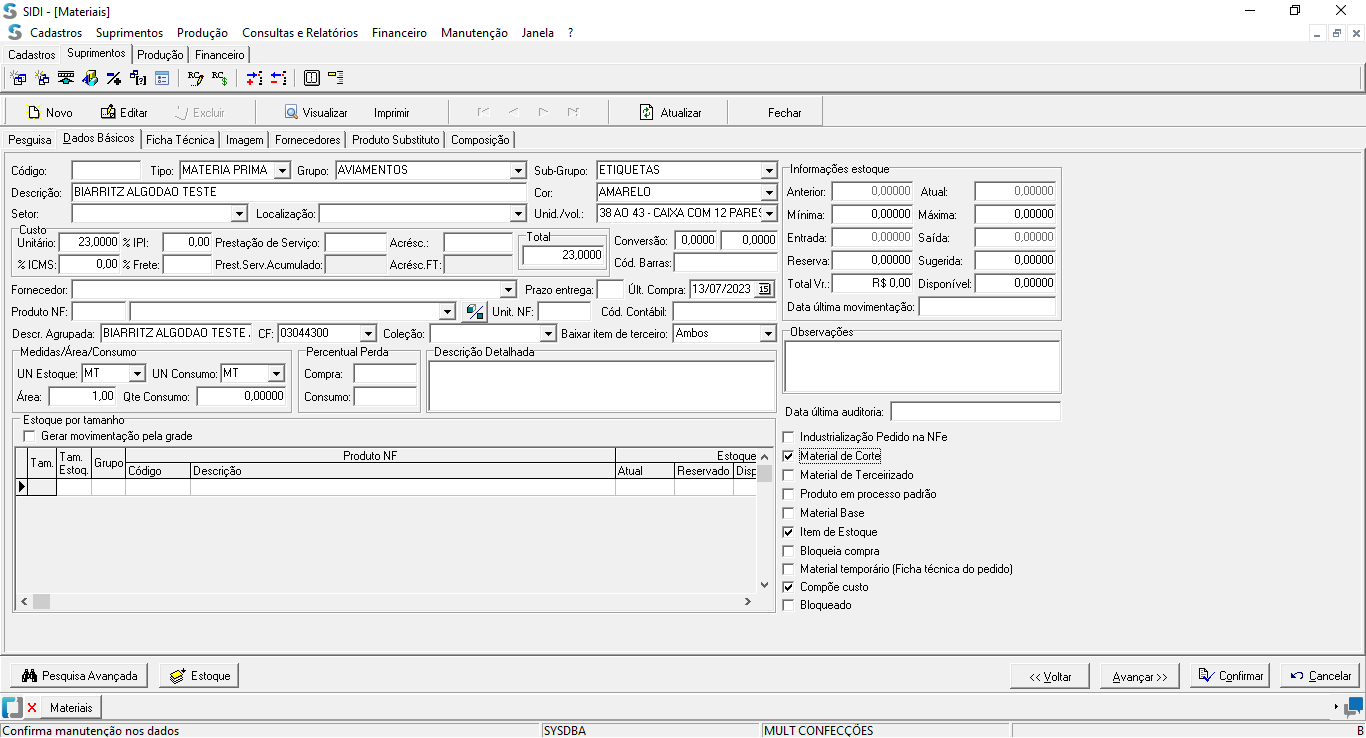 SIDI - [Materiais]
Cadastros Suprimentos Produção Consultas e Relatórios Financeiro Manutenção Janela ?
Cadastros Suprimentos Produção Financeiro
Novo Editar Excluir Visualizar Imprimir Atualizar Fechar
Pesquisa Dados Básicos Ficha Técnica Imagem Fornecedores Produto Substituto Composição
Código: Tipo: MATERIA PRIMA Grupo: AVIAMENTOS Sub-Grupo: ETIQUETAS
Descrição: BIARRITZ ALGODAO TESTE Cor: AMARELO
Setor: Localização: Unid./vol.: 38 AO 43 - CAIXA COM 12 PARES
Custo
Unitário: 23,0000 % IPI: 0,00 Prestação de Serviço: Acrésc.:
% ICMS: 0,00 % Frete: Prest.Serv.Acumulado: Acrésc.FT:
Total
23,0000
Conversão: 0,0000 0,0000
Cód. Barras:
Fornecedor: Prazo entrega: Últ. Compra: 13/07/2023 15
Produto NF: Unit. NF: Cód. Contábil:
Descr. Agrupada: BIARRITZ ALGODAO TESTE . CF: 03044300 Coleção: Baixar item de terceiro: Ambos
Medidas/Área/Consumo
UN Estoque: MT UN Consumo: MT
Área: 1,00 Qte Consumo: 0,00000
Percentual Perda
Compra:
Consumo:
Descrição Detalhada
Estoque por tamanho
Gerar movimentação pela grade
Tam. Tam. Estoq. Grupo Produto NF Estoque
Código Descrição Atual Reservado Disp
Informações estoque
Anterior: 0,00000 Atual: 0,00000
Mínima: 0,00000 Máxima: 0,00000
Entrada: 0,00000 Saída: 0,00000
Reserva: 0,00000 Sugerida: 0,00000
Total Vr.: R$ 0,00 Disponível: 0,00000
Data última movimentação:
Observações
Data última auditoria:
Industrialização Pedido na NFe
Material de Corte
Material de Terceirizado
Produto em processo padrão
Material Base
Item de Estoque
Bloqueia compra
Material temporário (Ficha técnica do pedido)
Compõe custo
Bloqueado
Pesquisa Avançada Estoque << Voltar Avançar >> Confirmar Cancelar
Materiais
Confirma manutenção nos dados SYSDBA MULT CONFECÇÕES B